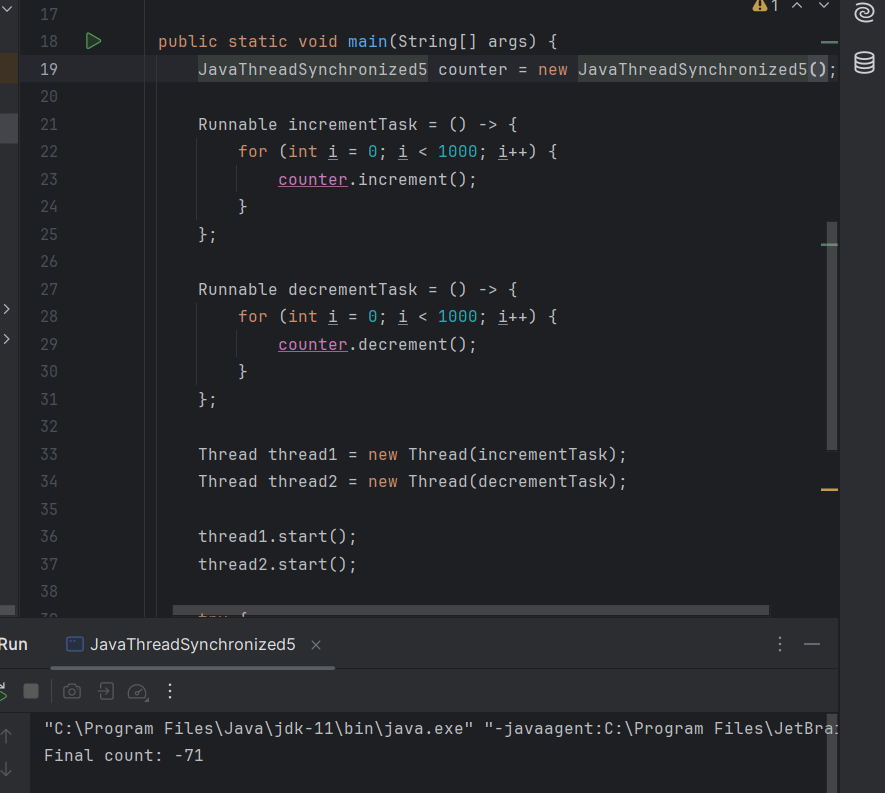 1
17
18 public static void main(String[] args) {
19 JavaThreadSynchronized5 counter = new JavaThreadSynchronized5();
20
21 Runnable incrementTask = () -> {
22 for (int i = 0; i < 1000; i++) {
23 counter.increment();
24 }
25 };
26
27 Runnable decrementTask = () -> {
28 for (int i = 0; i < 1000; i++) {
29 counter.decrement();
30 }
31 };
32
33 Thread thread1 = new Thread(incrementTask);
34 Thread thread2 = new Thread(decrementTask);
35
36 thread1.start();
37 thread2.start();
38
39 try {
Run JavaThreadSynchronized5
"C:\Program Files\Java\jdk-11\bin\java.exe" "-javaagent:C:\Program Files\JetBrai
Final count: -71